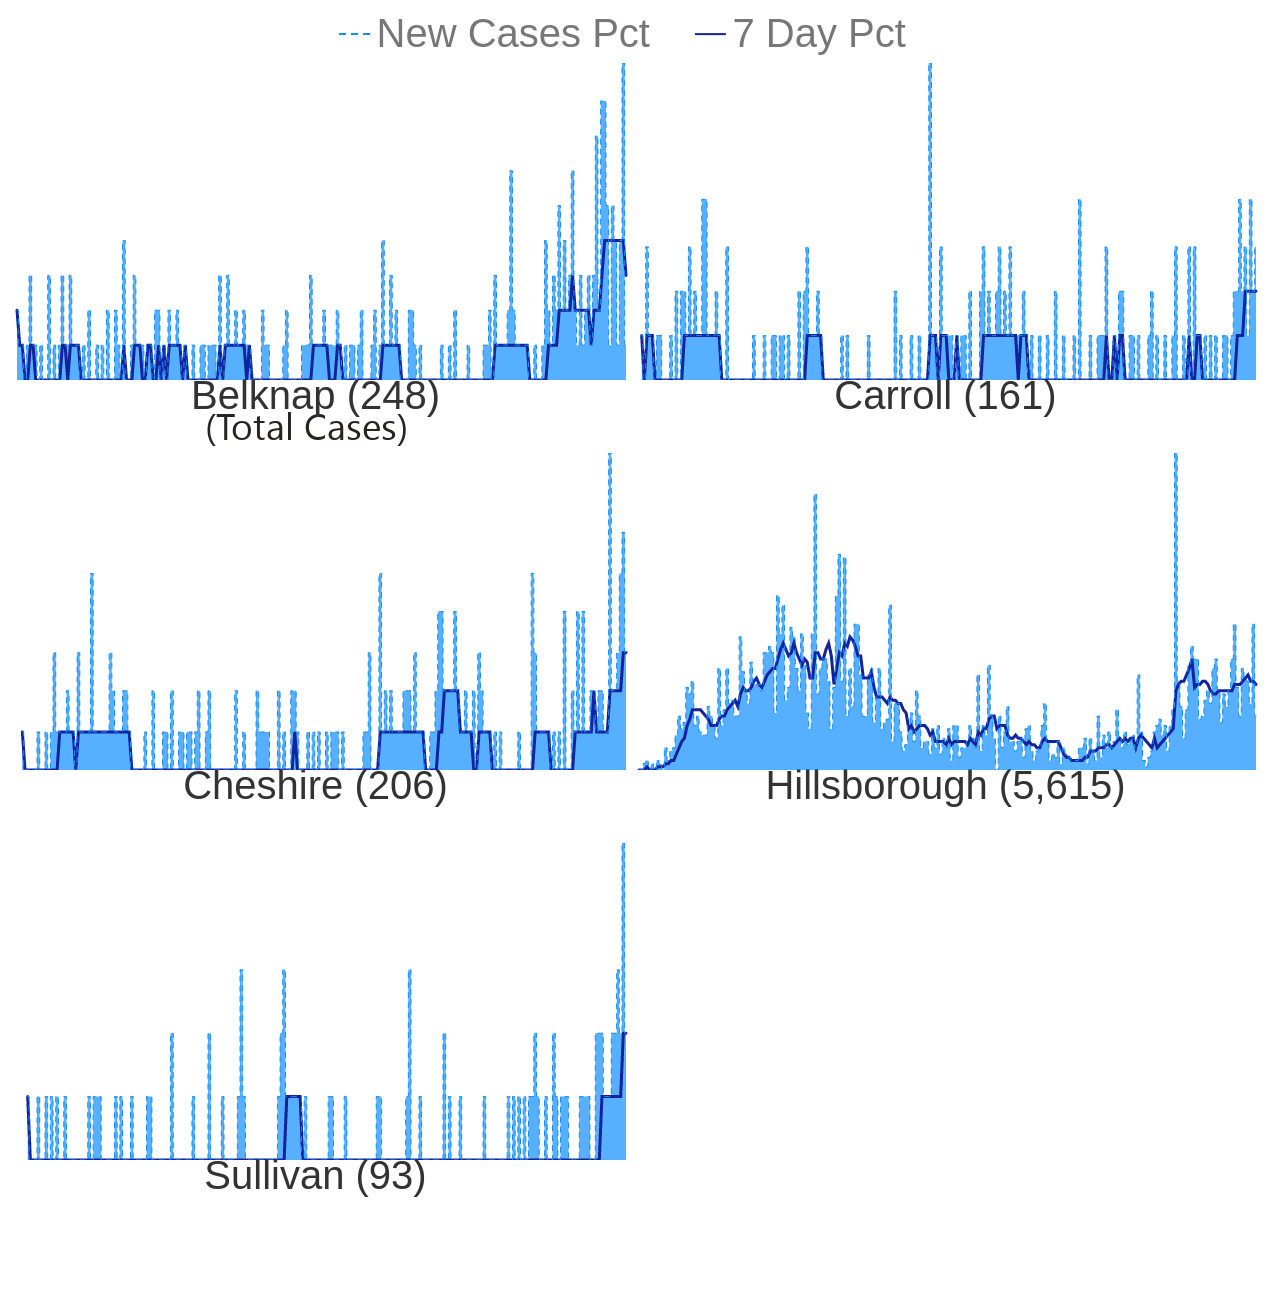 New Cases Pct 7 Day Pct
Belknap (248)
(Total Cases)
Carroll (161)
Cheshire (206)
Hillsborough (5,615)
Sullivan (93)